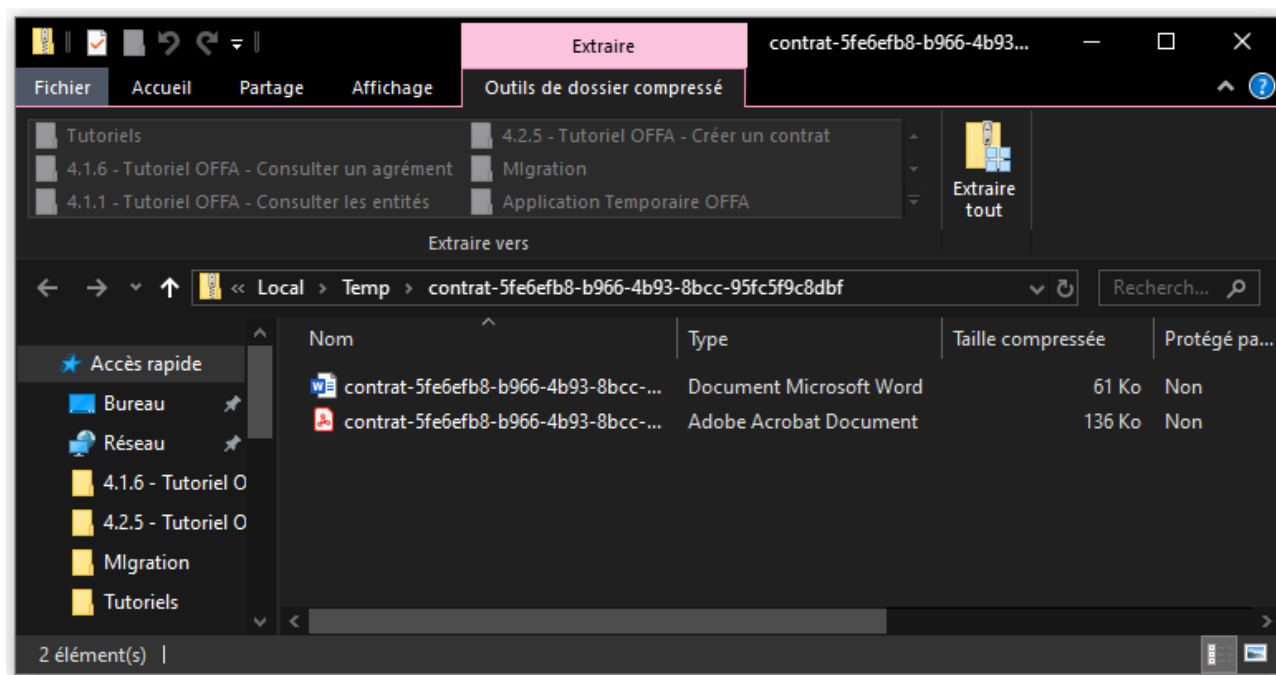 Extraire
contrat-5fe6efb8-b966-4b93...
Fichier
Accueil
Partage
Affichage
Outils de dossier compressé
Tutoriels
4.2.5 - Tutoriel OFFA - Créer un contrat
4.1.6 - Tutoriel OFFA - Consulter un agrément
MIgration
4.1.1 - Tutoriel OFFA - Consulter les entités
Application Temporaire OFFA
Extraire
tout
Extraire vers
« Local > Temp > contrat-5fe6efb8-b966-4b93-8bcc-95fc5f9c8dbf
Recherch...
Nom
Type
Taille compressée
Protégé pa...
Accès rapide
Bureau
Réseau
4.1.6 - Tutoriel O
4.2.5 - Tutoriel O
MIgration
Tutoriels
contrat-5fe6efb8-b966-4b93-8bcc-... Document Microsoft Word 61 Ko Non
contrat-5fe6efb8-b966-4b93-8bcc-... Adobe Acrobat Document 136 Ko Non
2 élément(s)